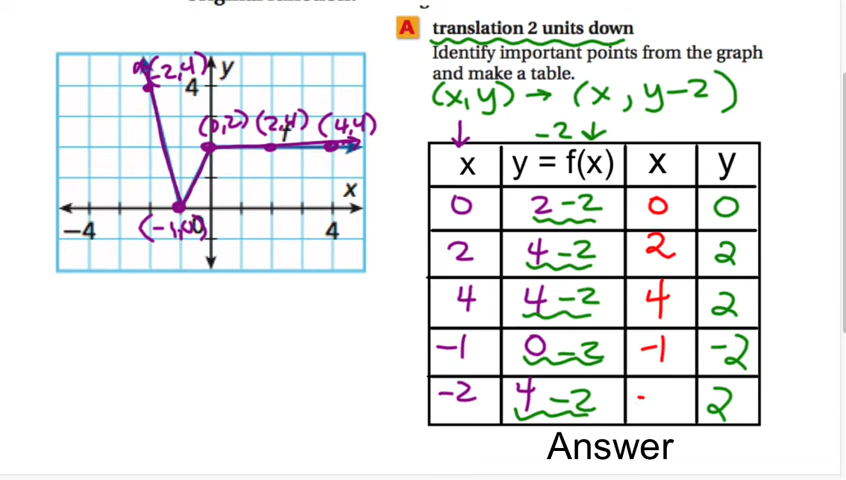 A translation 2 units down
Identify important points from the graph
and make a table.
(x,y) → (x, y-2)
-2
(-2,4) y
4
(0,2) (2,4) (4,4)
x
-4 (-1,0) 4
x y = f(x) x y
0 2-2 0 0
2 4-2 2 2
4 4-2 4 2
-1 0-2 -1 -2
-2 4-2 - 2
Answer